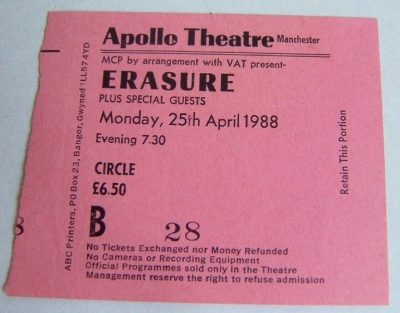 Apollo Theatre Manchester
MCP by arrangement with VAT present-
ERASURE
PLUS SPECIAL GUESTS
Monday, 25th April 1988
Evening 7.30
CIRCLE
£6.50
B 28
No Tickets Exchanged nor Money Refunded
No Cameras or Recording Equipment
Official Programmes sold only in the Theatre
Management reserve the right to refuse admission
Retain This Portion
ABC Printers, PO Box 23, Bangor, Gwyned 'LL574YD
8